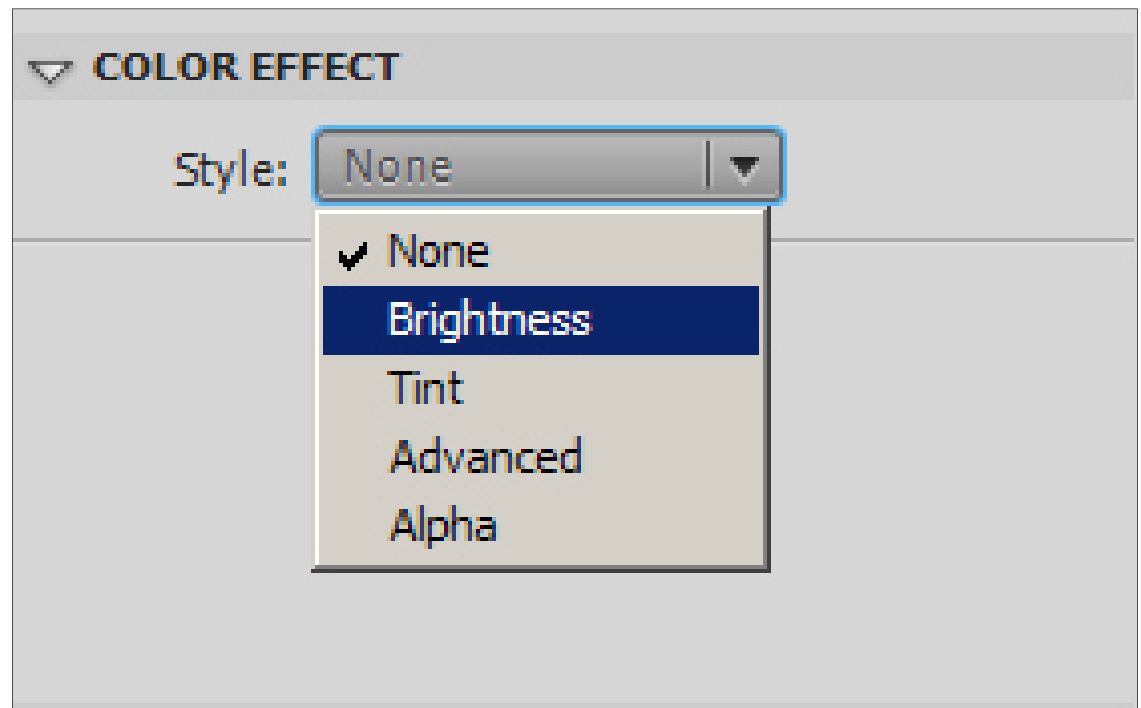 COLOR EFFECT
Style: None
None
Brightness
Tint
Advanced
Alpha